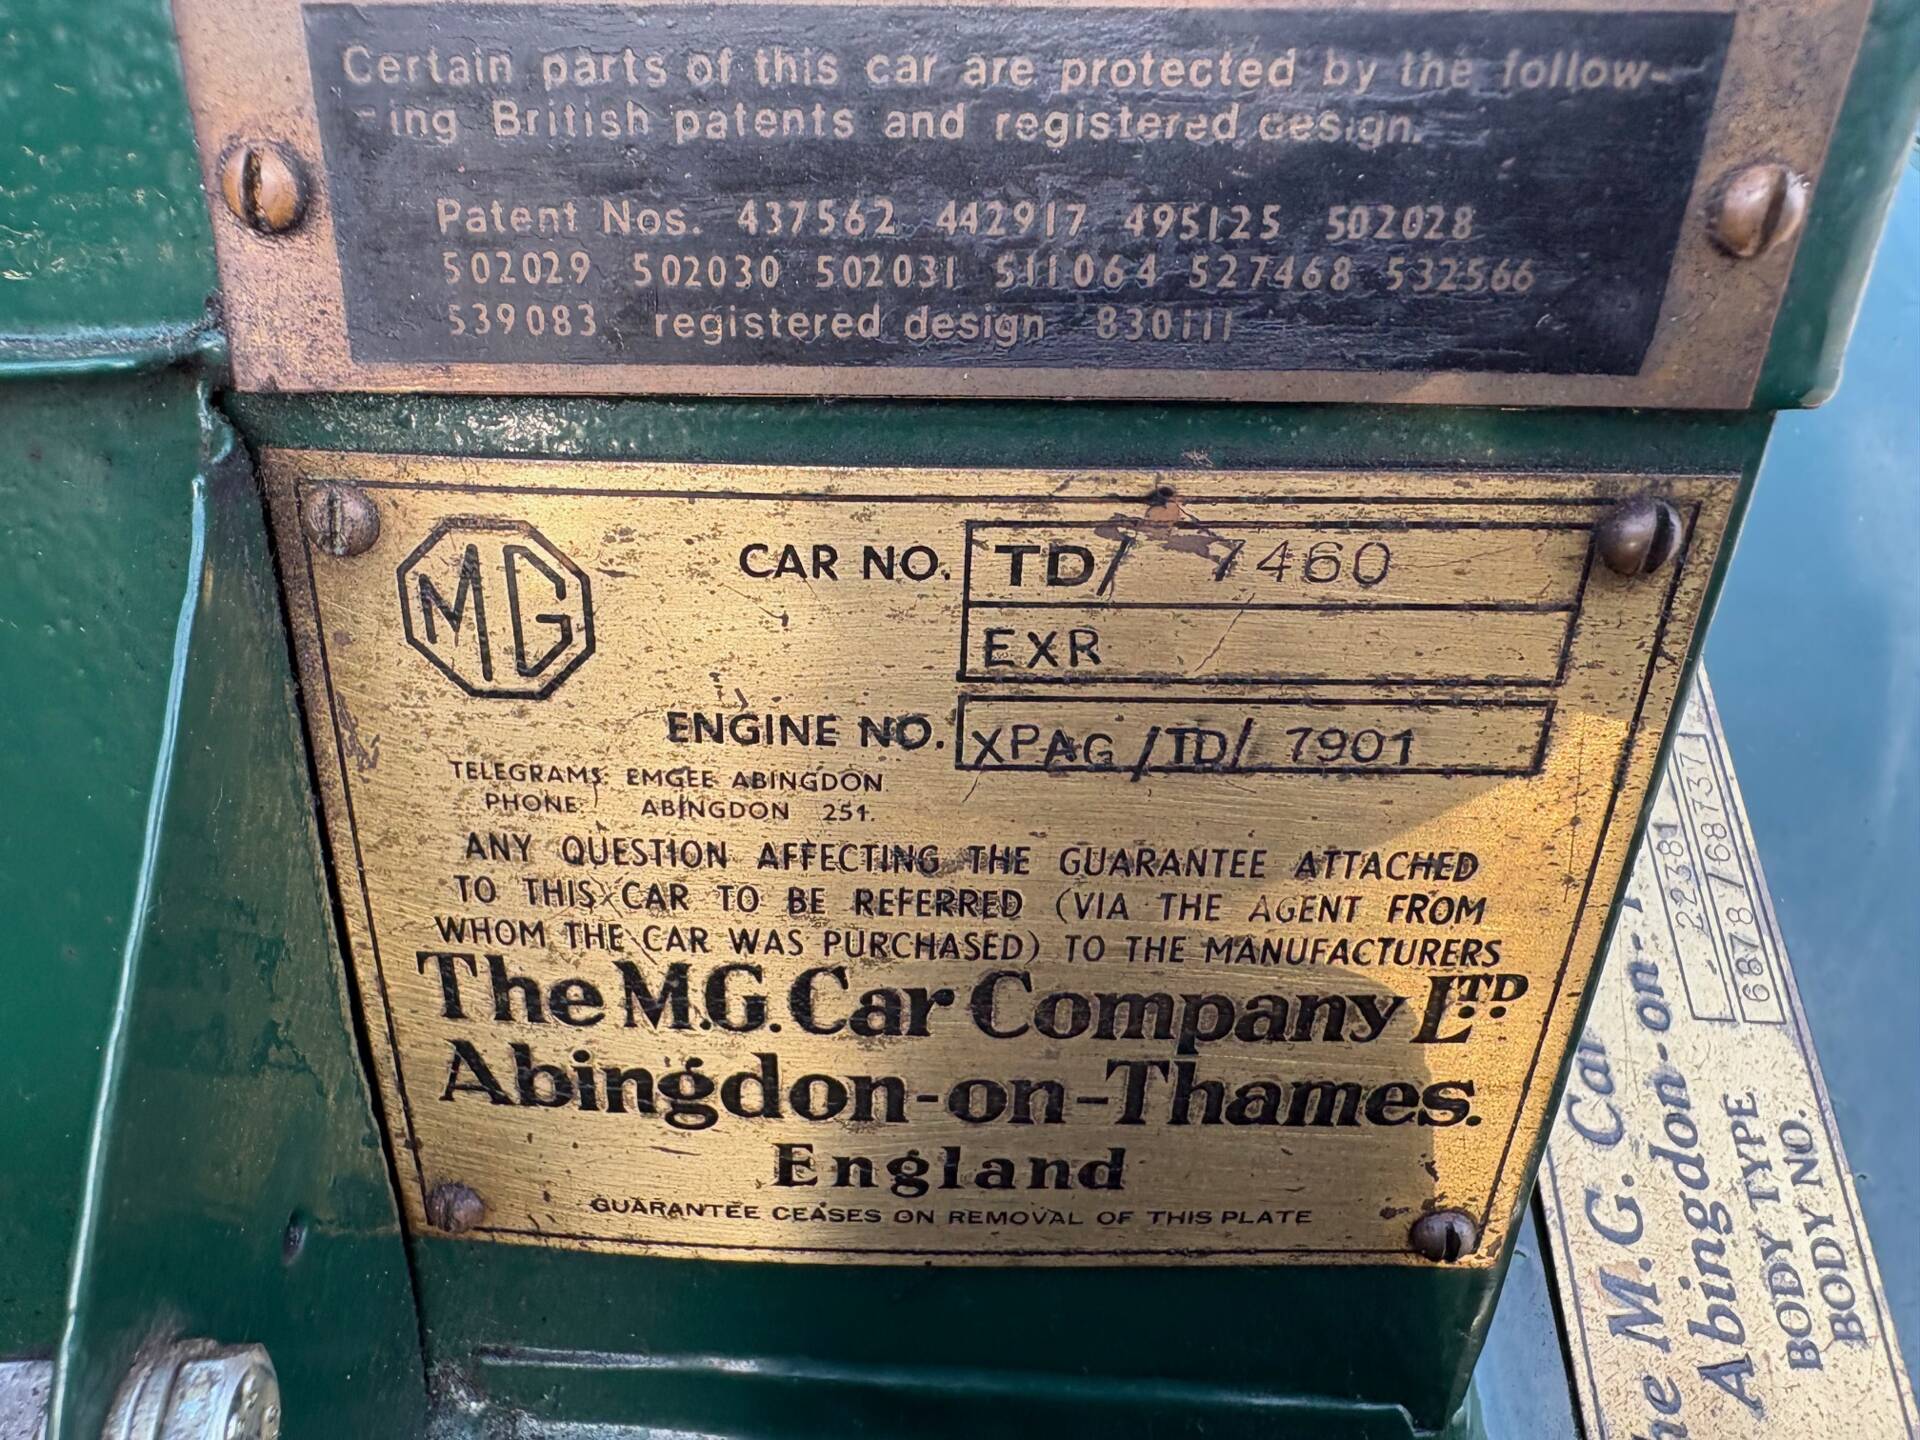 Certain parts of this car are protected by the follow-
-ing British patents and registered design.
Patent Nos. 437562 442917 495125 502028
502029 502030 502031 511064 527468 532566
539083 registered design 830111
MG
CAR NO. TD/ 7460
EXR
ENGINE NO. XPAG/TD/ 7901
TELEGRAMS: EMGEE ABINGDON
PHONE: ABINGDON 251.
ANY QUESTION AFFECTING THE GUARANTEE ATTACHED
TO THIS CAR TO BE REFERRED (VIA THE AGENT FROM
WHOM THE CAR WAS PURCHASED) TO THE MANUFACTURERS
The M.G. Car Company LTD
Abingdon-on-Thames.
England
GUARANTEE CEASES ON REMOVAL OF THIS PLATE
M. G. Car
Abingdon-on-
BODY TYPE 22381
BODY NO. 6878/68737